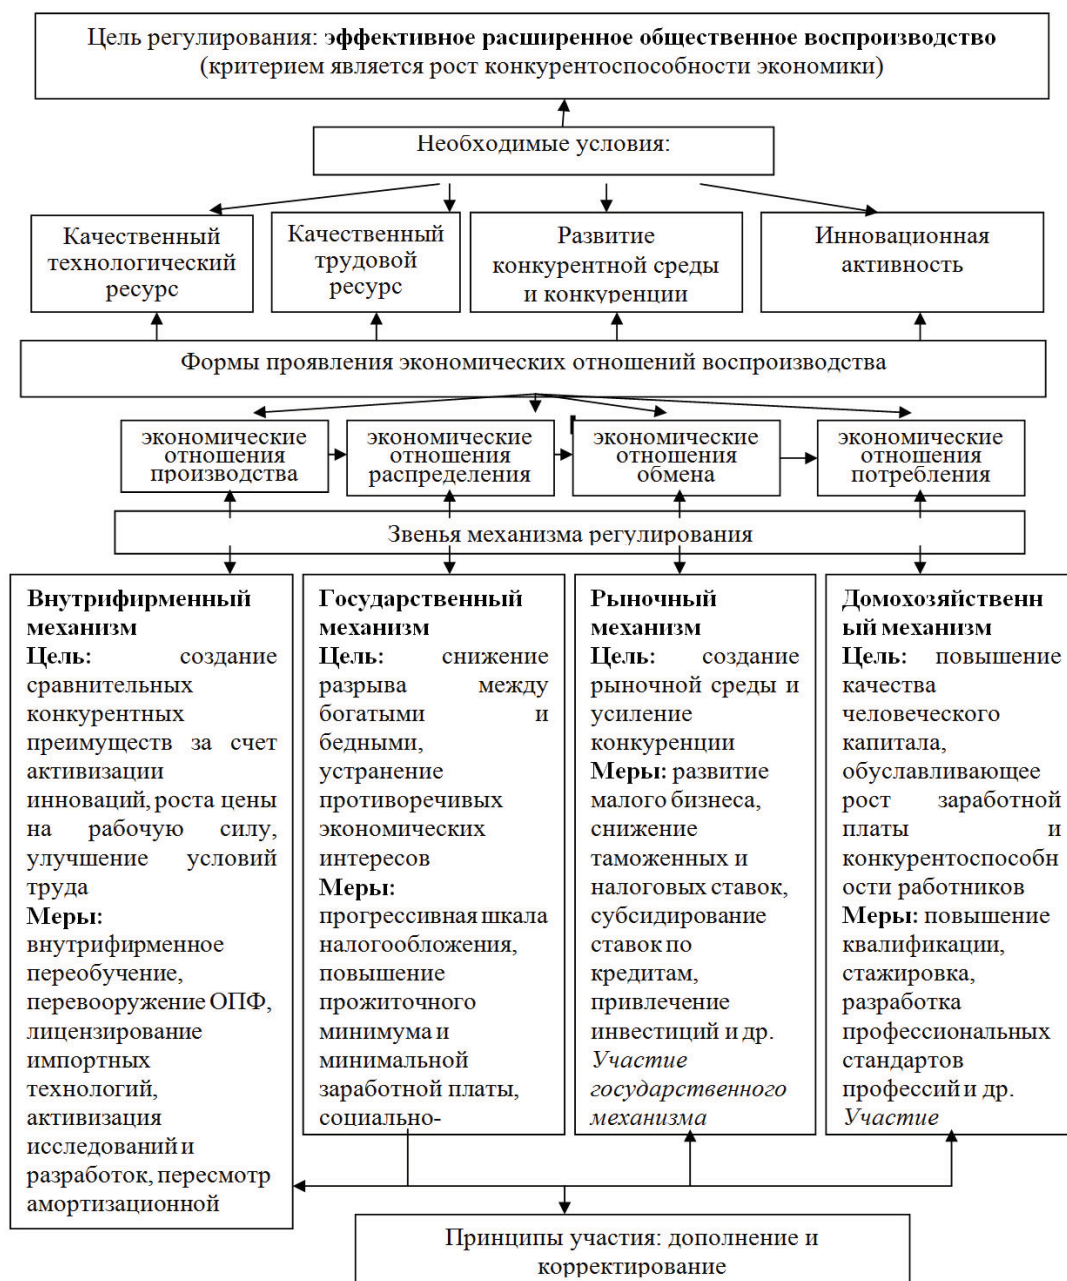 Цель регулирования: эффективное расширенное общественное воспроизводство
(критерием является рост конкурентоспособности экономики)
Необходимые условия:
Качественный
технологический
ресурс
Качественный
трудовой
ресурс
Развитие
конкурентной среды
и конкуренции
Инновационная
активность
Формы проявления экономических отношений воспроизводства
экономические
отношения
производства
экономические
отношения
распределения
экономические
отношения
обмена
экономические
отношения
потребления
Звенья механизма регулирования
Внутрифирменный
механизм
Цель: создание
сравнительных
конкурентных
преимуществ за счет
активизации
инноваций, роста цены
на рабочую силу,
улучшение условий
труда
Меры:
внутрифирменное
переобучение,
перевооружение ОПФ,
лицензирование
импортных
технологий,
активизация
исследований и
разработок, пересмотр
амортизационной
Государственный
механизм
Цель: снижение
разрыва между
богатыми и
бедными,
устранение
противоречивых
экономических
интересов
Меры:
прогрессивная шкала
налогообложения,
повышение
прожиточного
минимума и
минимальной
заработной платы,
социально-
Рыночный
механизм
Цель: создание
рыночной среды и
усиление
конкуренции
Меры: развитие
малого бизнеса,
снижение
таможенных и
налоговых ставок,
субсидирование
ставок по
кредитам,
привлечение
инвестиций и др.
Участие
государственного
механизма
Домохозяйственн
ый механизм
Цель: повышение
качества
человеческого
капитала,
обуславливающее
рост заработной
платы и
конкурентоспособн
ости работников
Меры: повышение
квалификации,
стажировка,
разработка
профессиональных
стандартов
профессий и др.
Участие
Принципы участия: дополнение и
корректирование